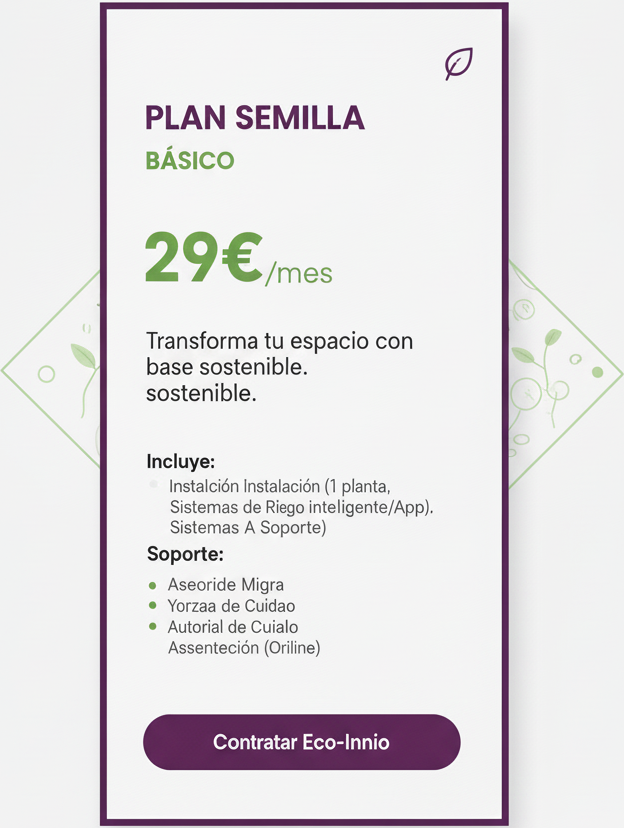 PLAN SEMILLA
BÁSICO
29€/mes
Transforma tu espacio con
base sostenible.
sostenible.
Incluye:
Instalción Instalación (1 planta,
Sistemas de Riego inteligente/App).
Sistemas A Soporte)
Soporte:
Aseoride Migra
Yorzaa de Cuidao
Autorial de Cuialo
Assenteción (Oriline)
Contratar Eco-Innio